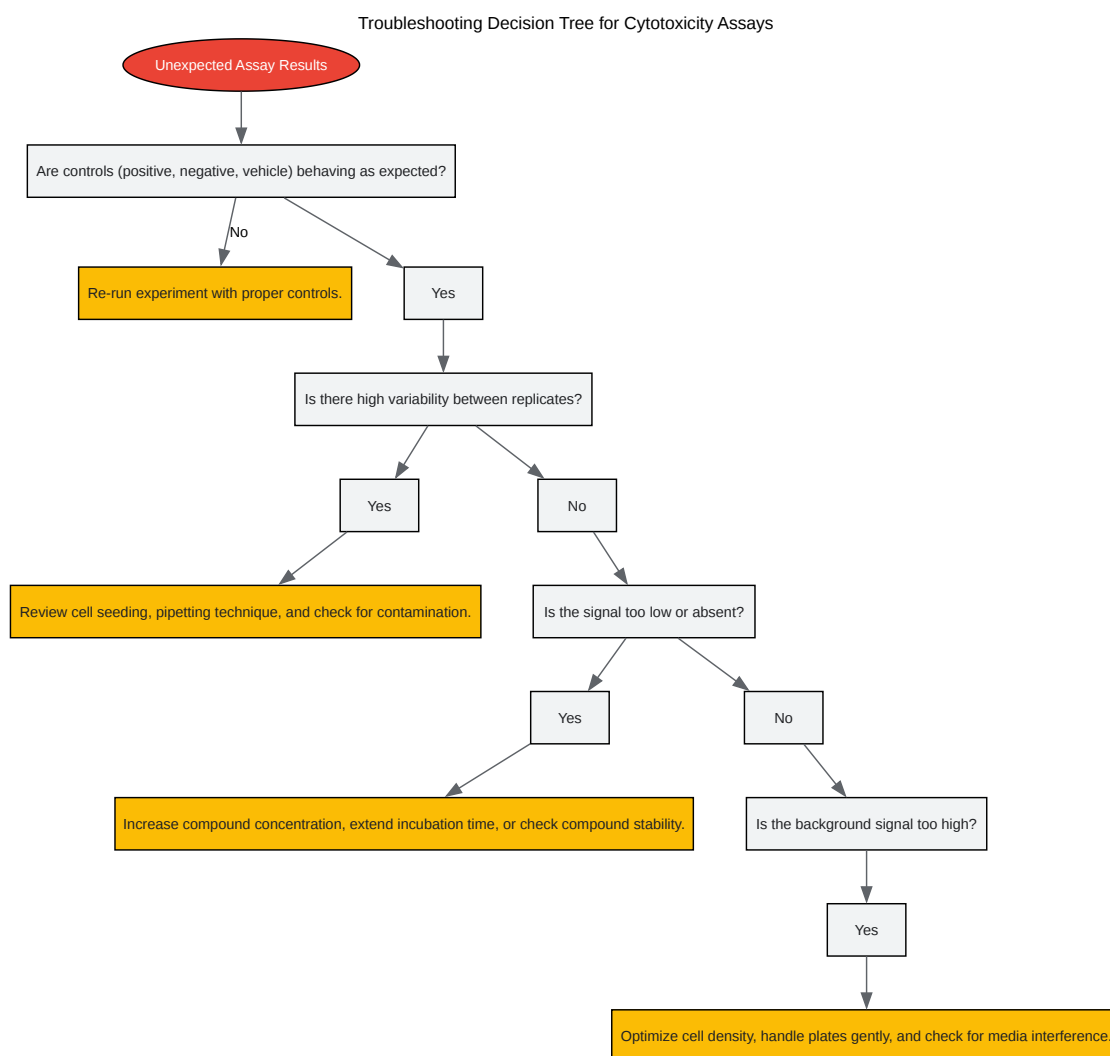 Troubleshooting Decision Tree for Cytotoxicity Assays
Unexpected Assay Results
Are controls (positive, negative, vehicle) behaving as expected?
No
Re-run experiment with proper controls.
Yes
Is there high variability between replicates?
Yes
No
Review cell seeding, pipetting technique, and check for contamination.
Is the signal too low or absent?
Yes
No
Increase compound concentration, extend incubation time, or check compound stability.
Is the background signal too high?
Yes
Optimize cell density, handle plates gently, and check for media interference.